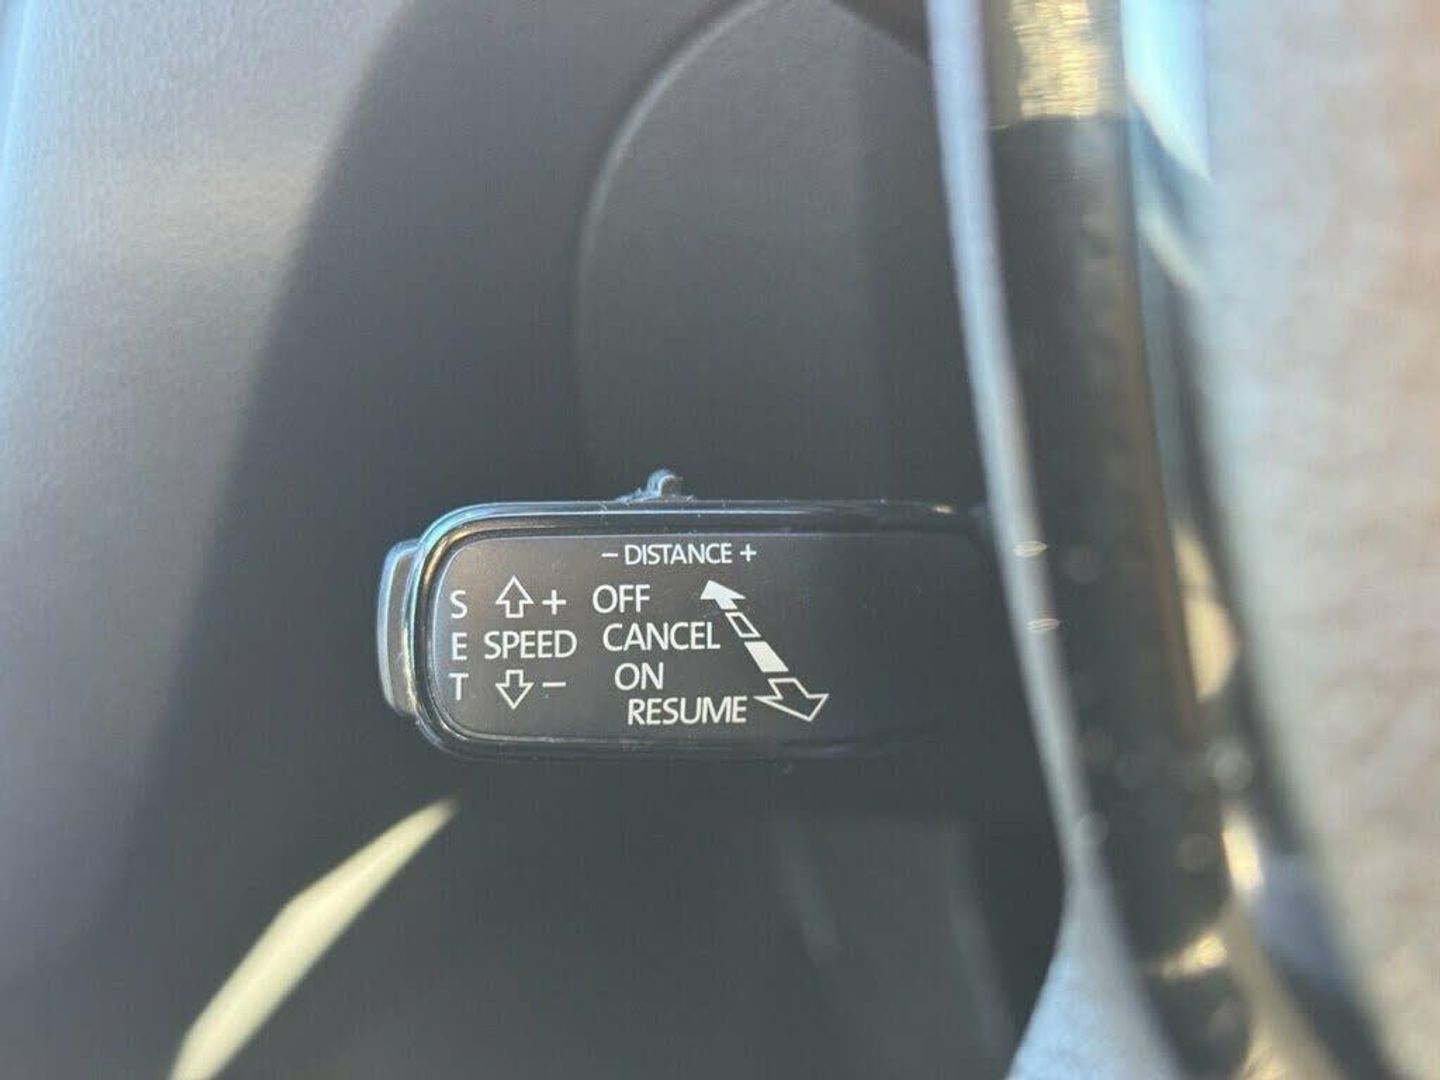 − DISTANCE +
S + OFF
E SPEED CANCEL
T − ON
RESUME